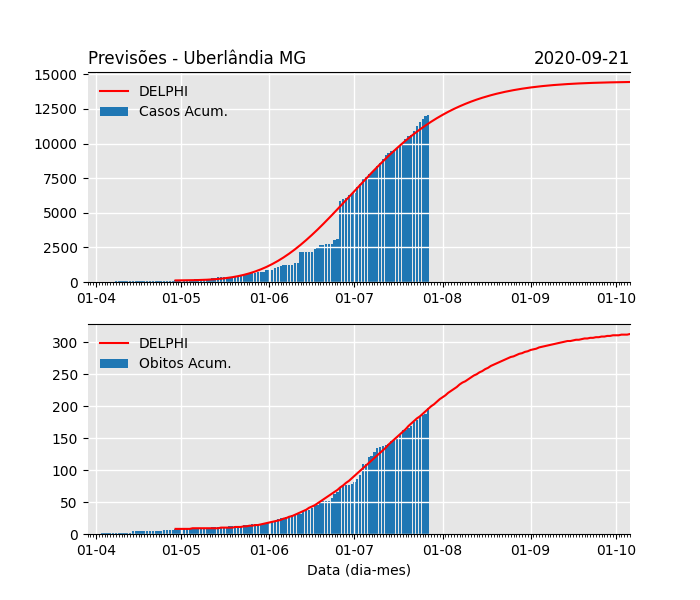 Previsões - Uberlândia MG 2020-09-21
15000
12500
10000
7500
5000
2500
0
DELPHI
Casos Acum.
01-04 01-05 01-06 01-07 01-08 01-09 01-10
300
250
200
150
100
50
0
DELPHI
Obitos Acum.
01-04 01-05 01-06 01-07 01-08 01-09 01-10
Data (dia-mes)